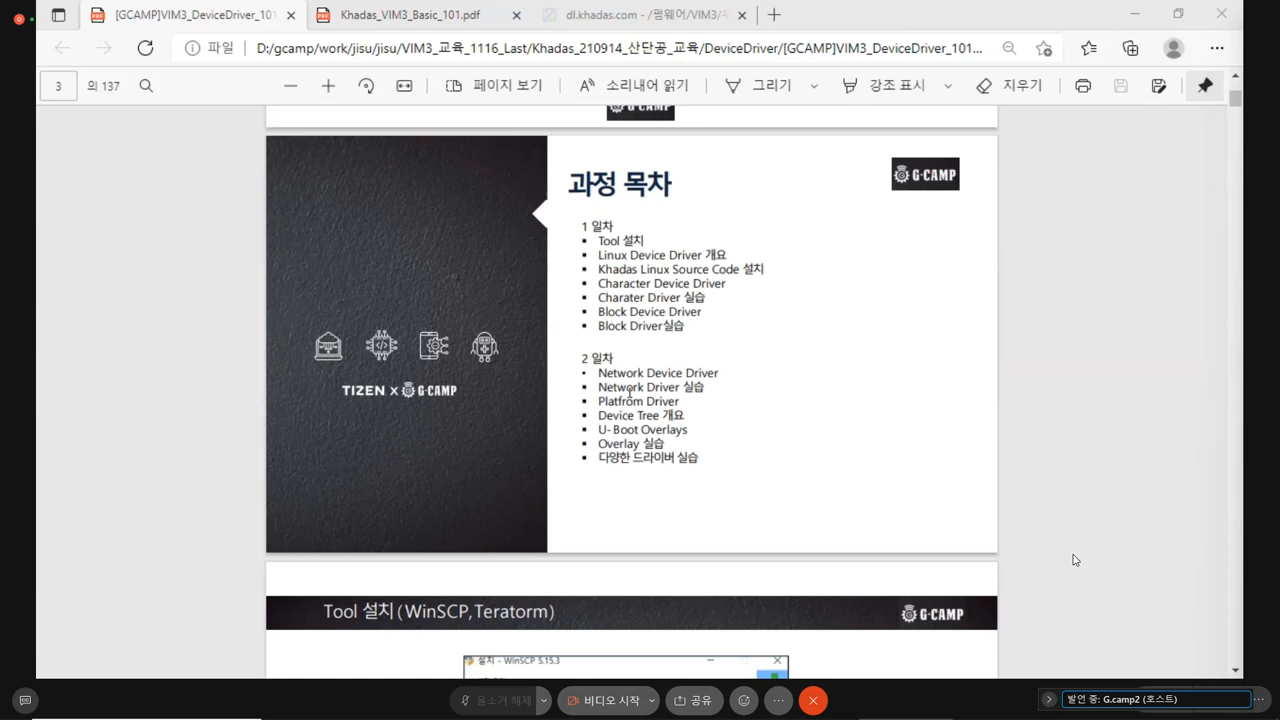 [GCAMP]VIM3_DeviceDriver_101
Khadas_VIM3_Basic_101.pdf
dl.khadas.com - /펌웨어/VIM3/
파일
D:/gcamp/work/jisu/jisu/VIM3_교육_1116_Last/Khadas_210914_산단공_교육/DeviceDriver/[GCAMP]VIM3_DeviceDriver_101...
3 의 137
페이지 보기
소리내어 읽기
그리기
강조 표시
지우기
G·CAMP
과정 목차
G·CAMP
1 일차
Tool 설치
Linux Device Driver 개요
Khadas Linux Source Code 설치
Character Device Driver
Charater Driver 실습
Block Device Driver
Block Driver실습
2 일차
Network Device Driver
Network Driver 실습
Platfrom Driver
Device Tree 개요
U- Boot Overlays
Overlay 실습
다양한 드라이버 실습
TIZEN X G·CAMP
Tool 설치(WinSCP,Teratorm)
G·CAMP
설치 - WinSCP 5.15.3
음소거 해제
비디오 시작
공유
발언 중: G.camp2 (호스트)